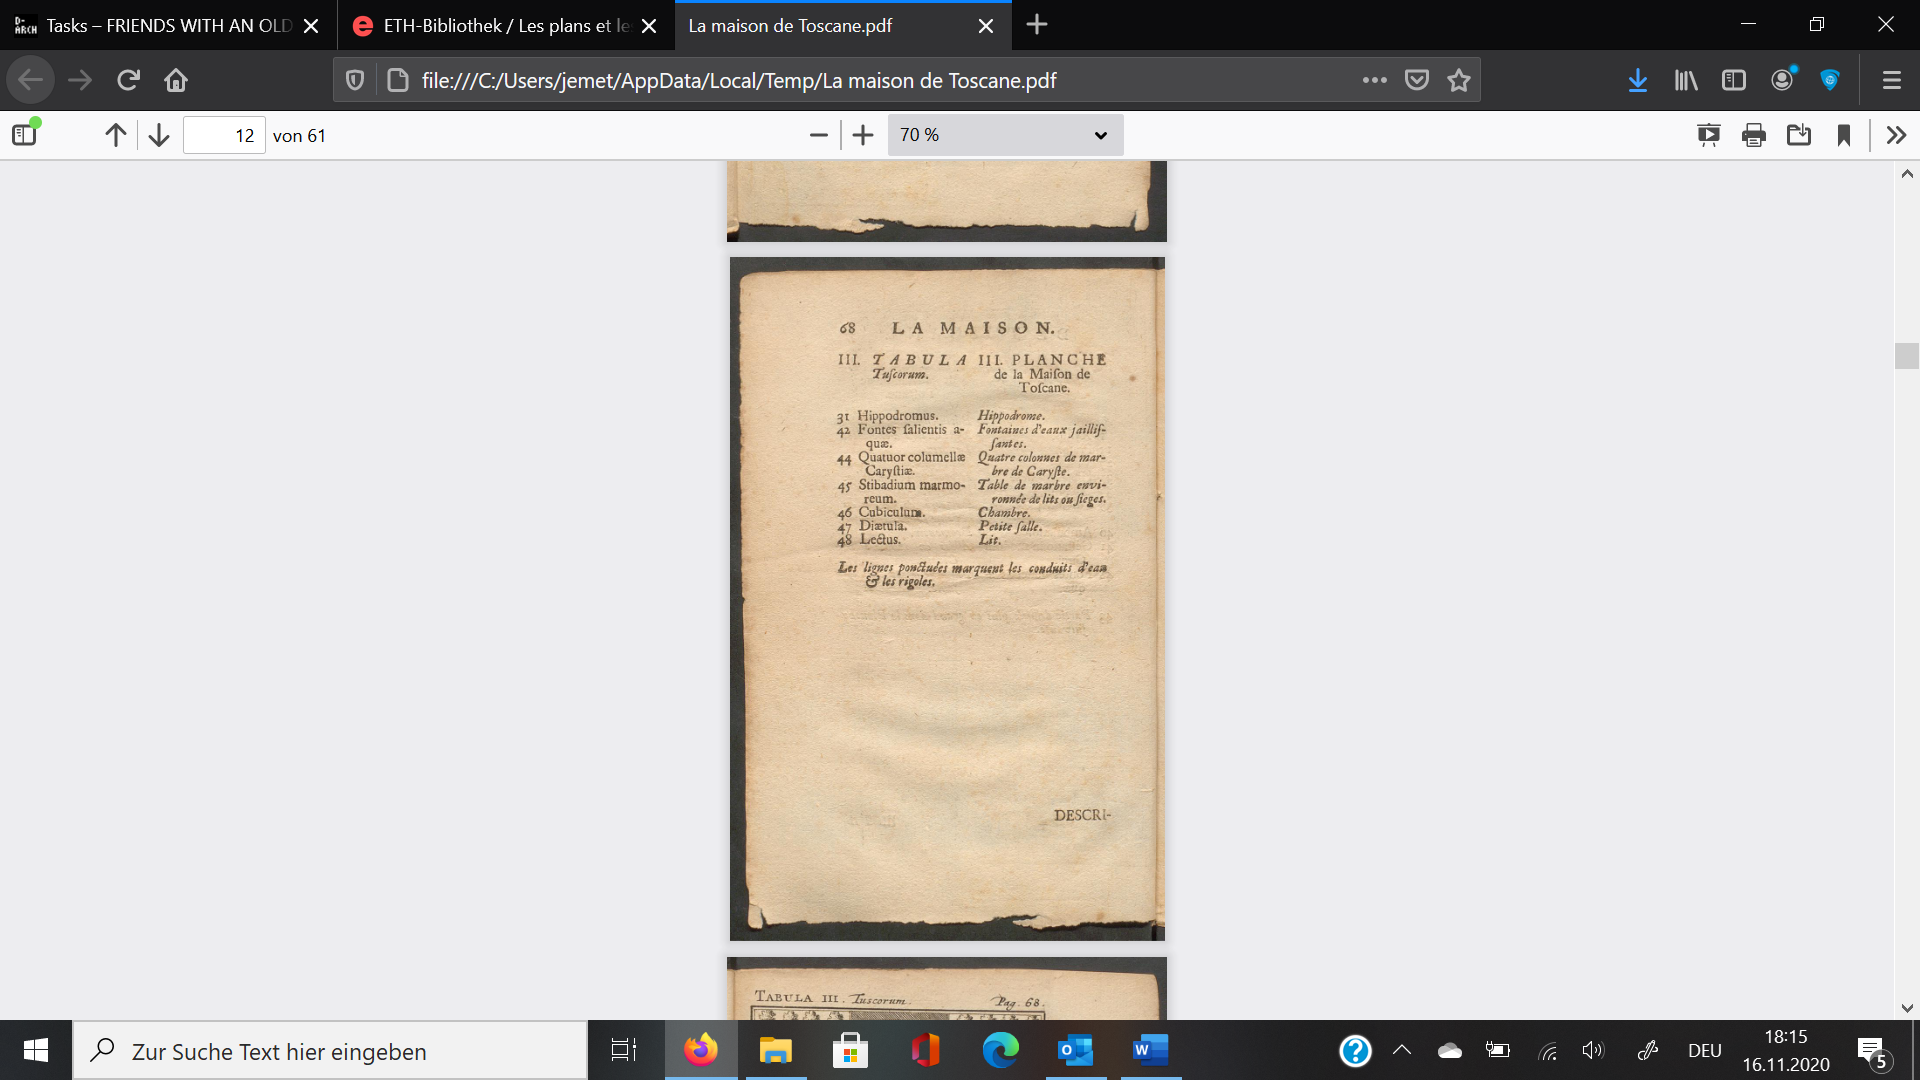 Tasks – FRIENDS WITH AN OLD
ETH-Bibliothek / Les plans et le
La maison de Toscane.pdf
file:///C:/Users/jemet/AppData/Local/Temp/La maison de Toscane.pdf
12 von 61
70 %
68 LA MAISON.
III. TABULA III. PLANCHE
Tuſcorum. de la Maiſon de
Toſcane.
31 Hippodromus. Hippodrome.
42 Fontes ſalientis a- Fontaines d'eaux jailliſ-
quæ. ſantes.
44 Quatuor columellæ Quatre colonnes de mar-
Caryſtiæ. bre de Caryſte.
45 Stibadium marmo- Table de marbre envi-
reum. ronnée de lits ou ſieges.
46 Cubiculum. Chambre.
47 Diætula. Petite ſalle.
48 Lectus. Lit.
Les lignes ponctuées marquent les conduits d'eau
& les rigoles.
DESCRI-
TABULA III. Tuscorum. Pag. 68.
Zur Suche Text hier eingeben
DEU
18:15
16.11.2020
5